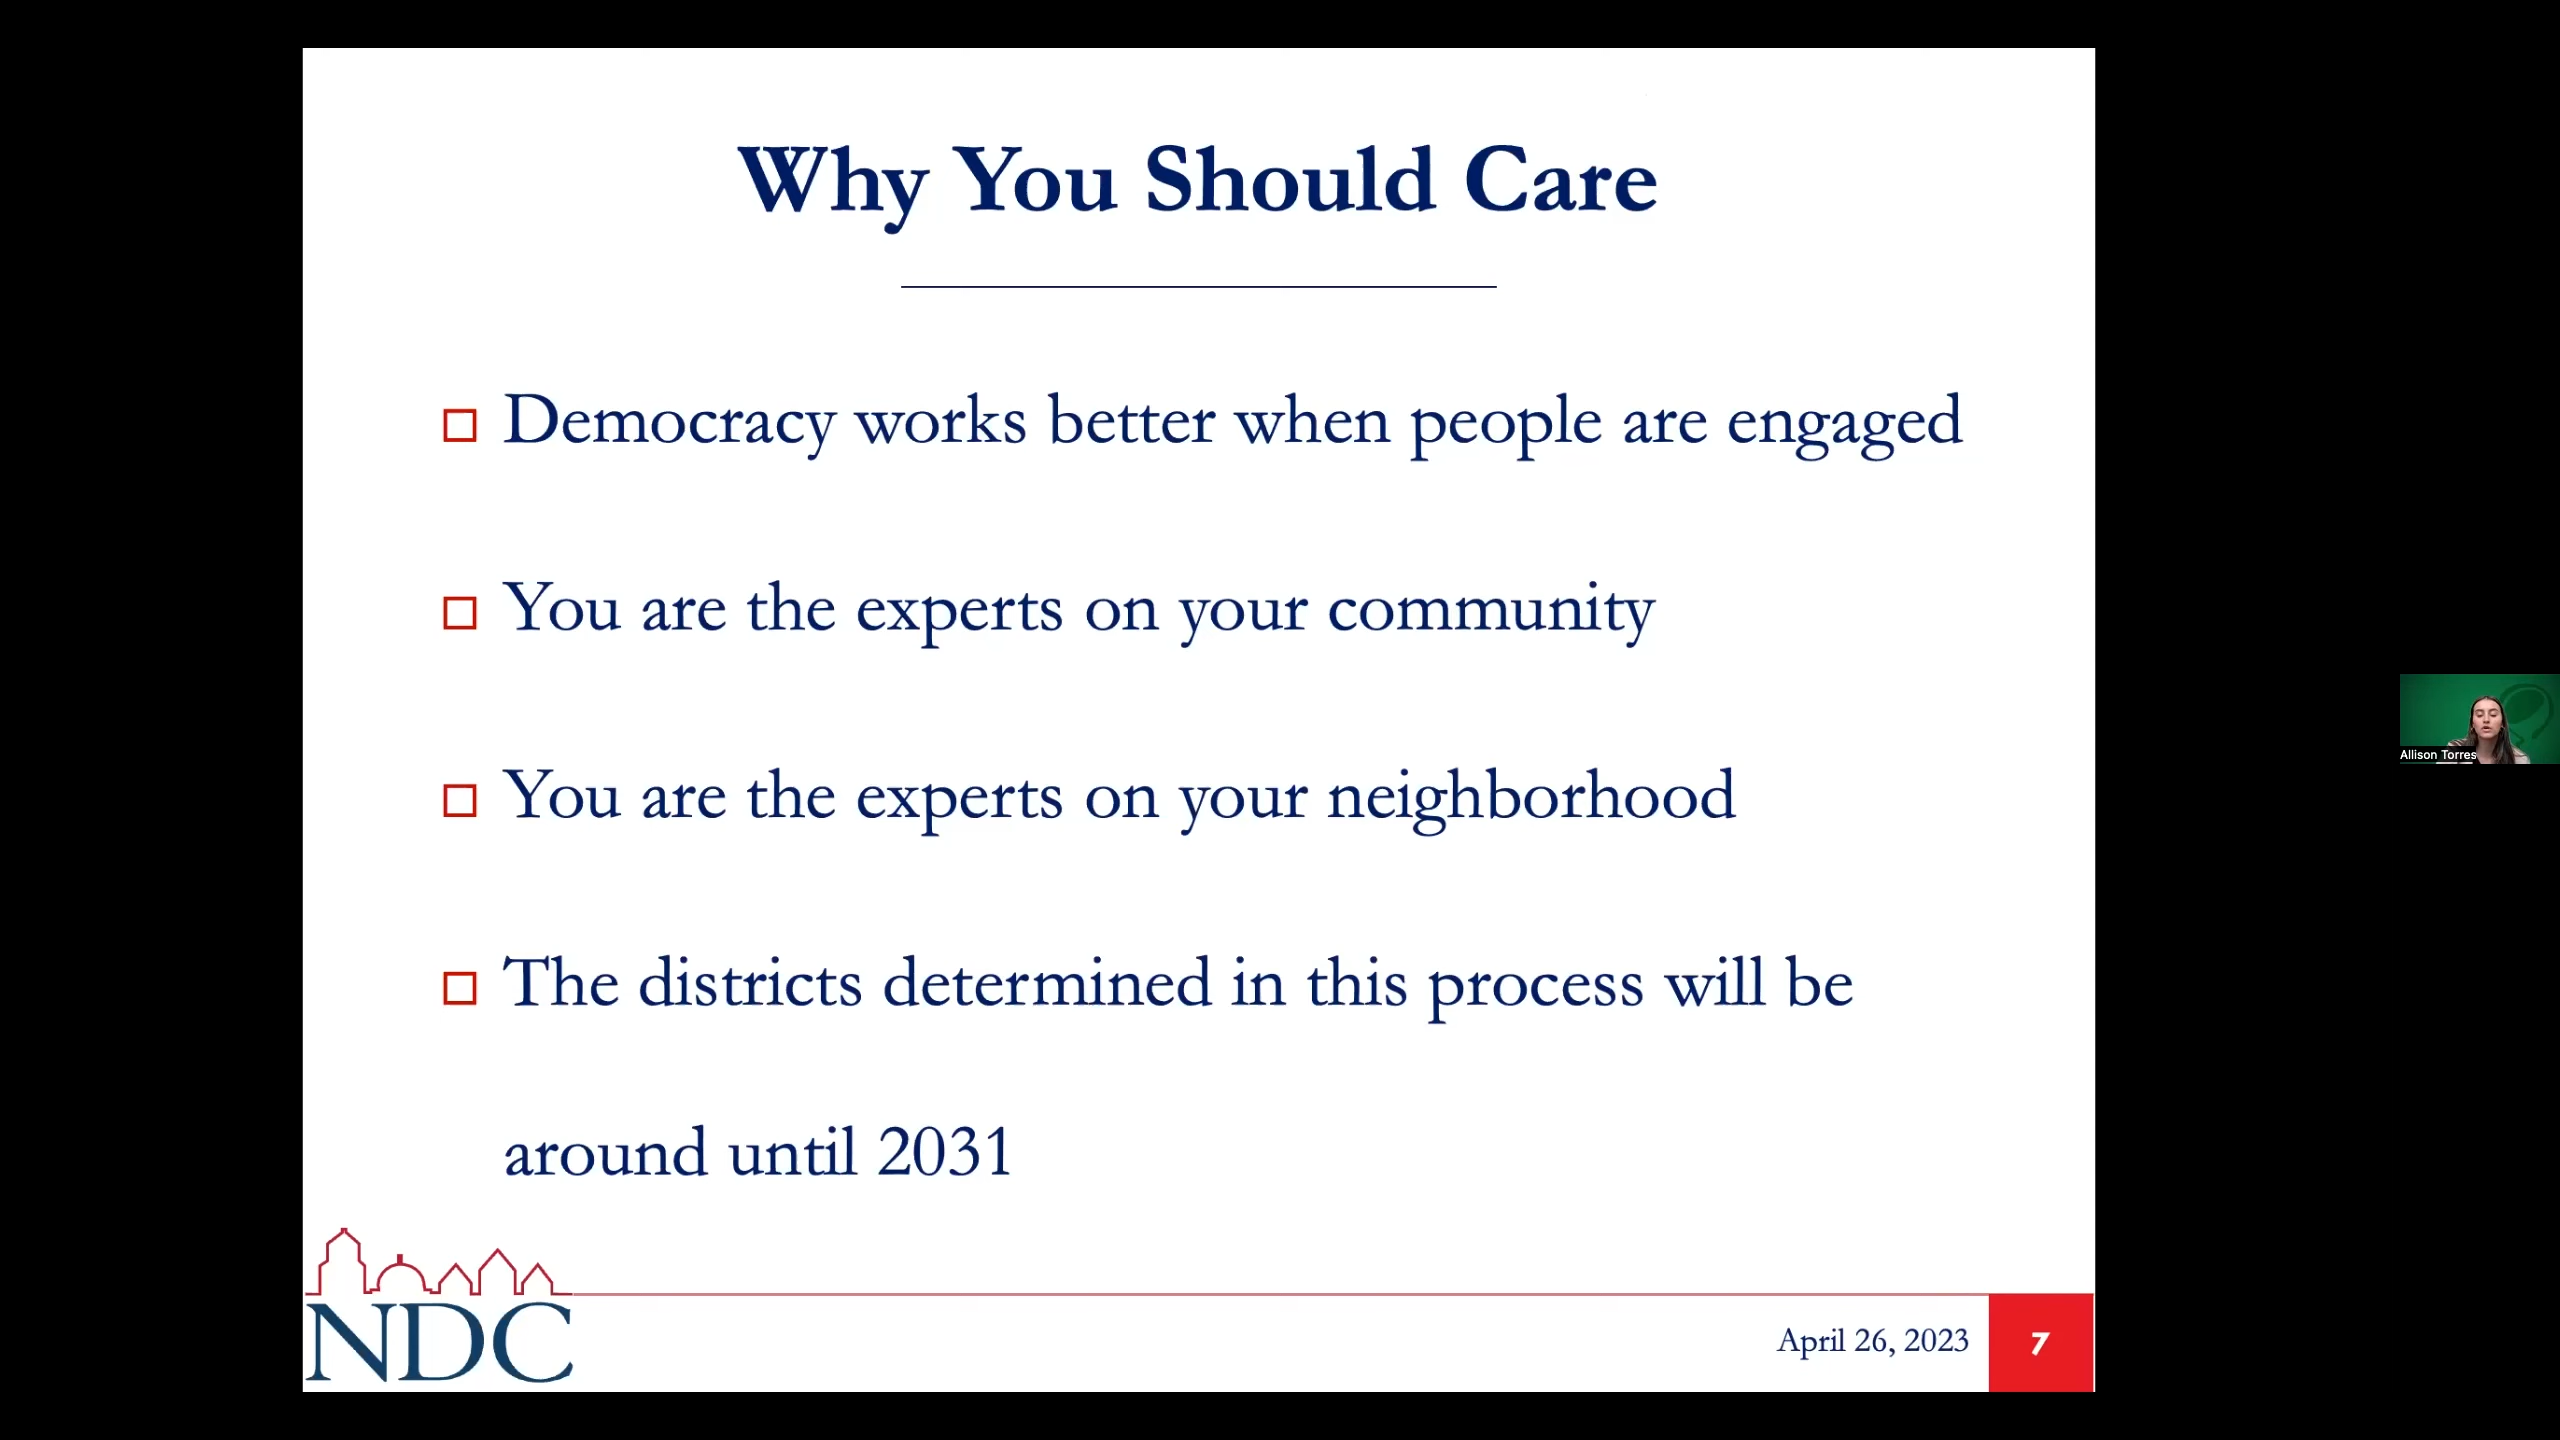 Why You Should Care
Democracy works better when people are engaged
You are the experts on your community
You are the experts on your neighborhood
The districts determined in this process will be
around until 2031
Allison Torres
NDC
April 26, 2023
7